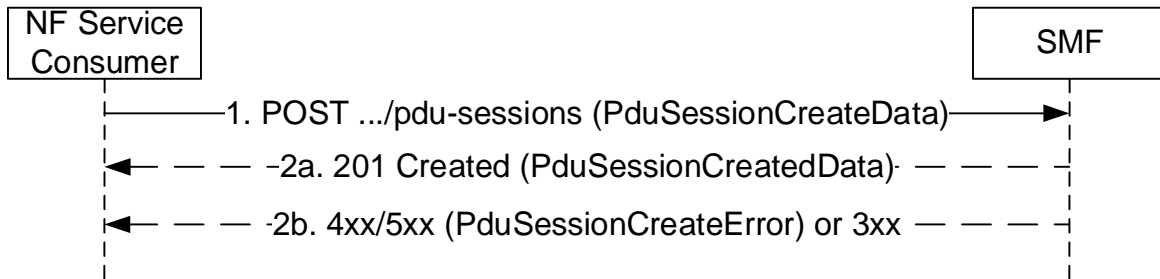 NF Service
Consumer
SMF
1. POST .../pdu-sessions (PduSessionCreateData)
2a. 201 Created (PduSessionCreatedData)
2b. 4xx/5xx (PduSessionCreateError) or 3xx